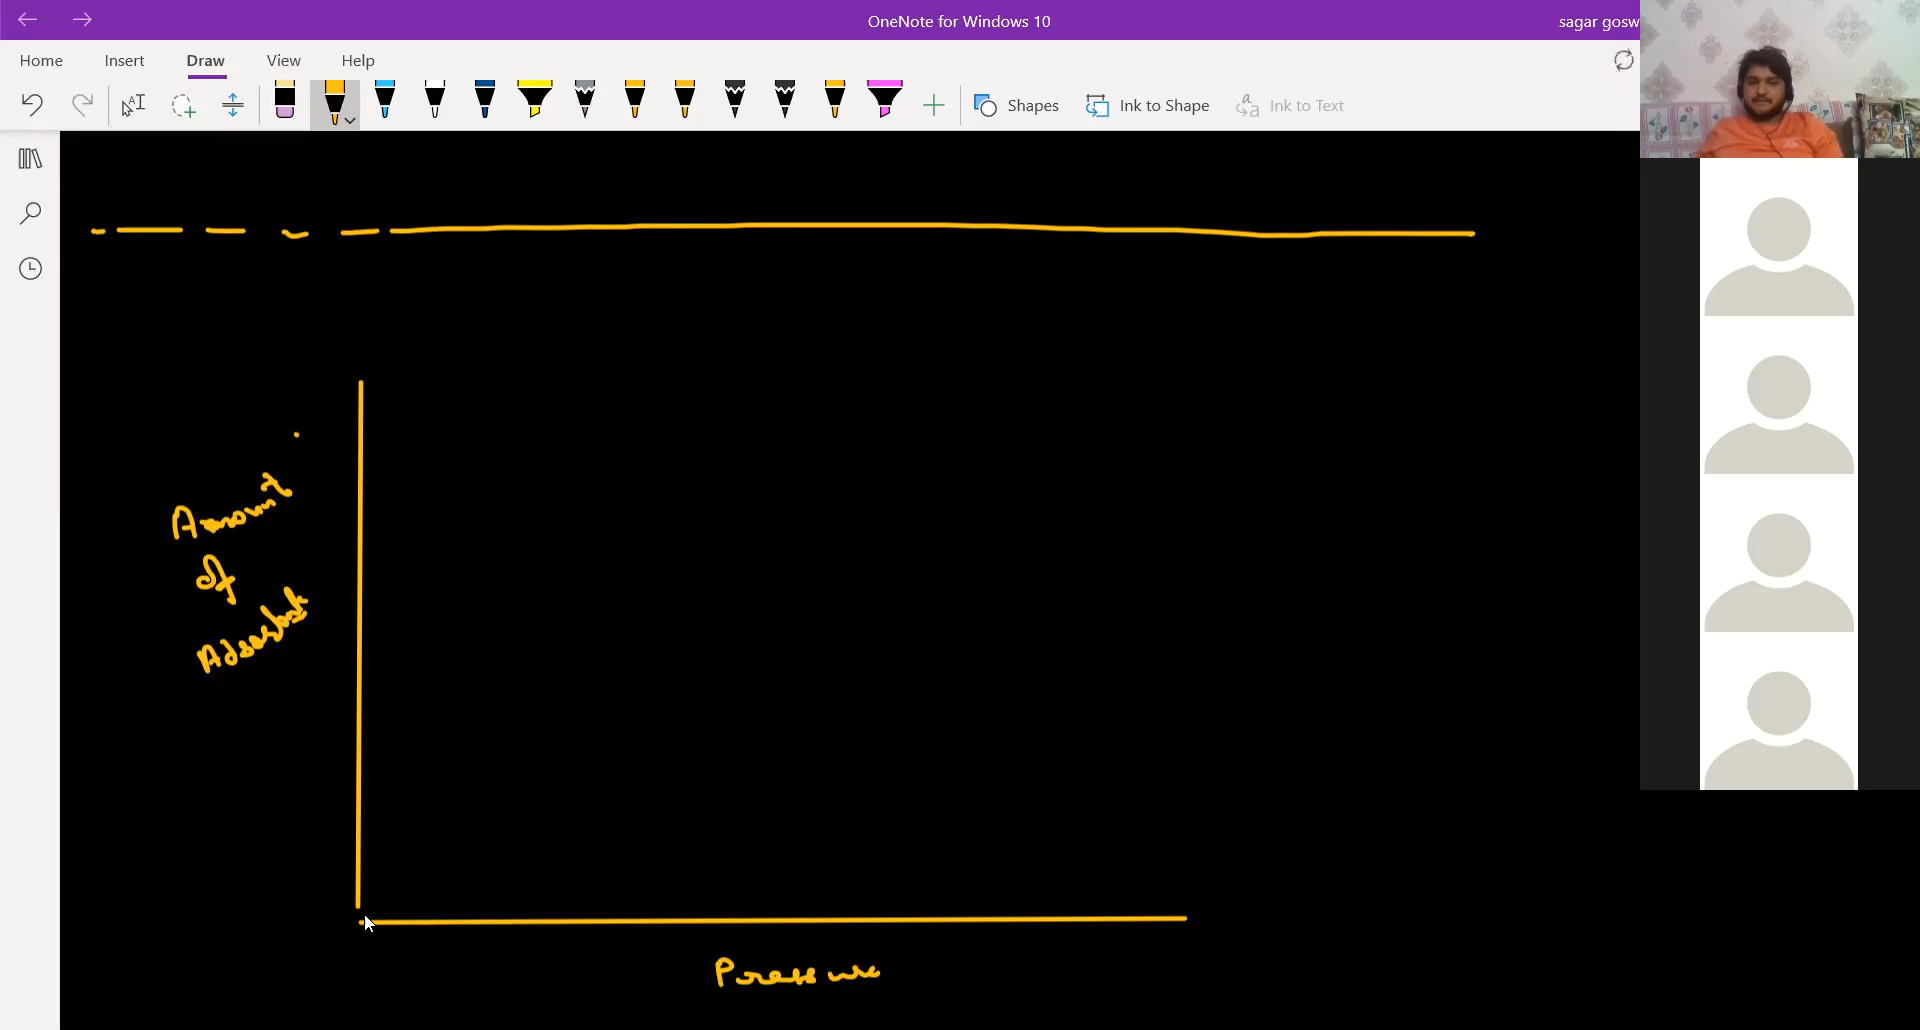 OneNote for Windows 10
sagar gosw
Home Insert Draw View Help
Shapes Ink to Shape Ink to Text
Amount
of
Adsorbate
Pressure